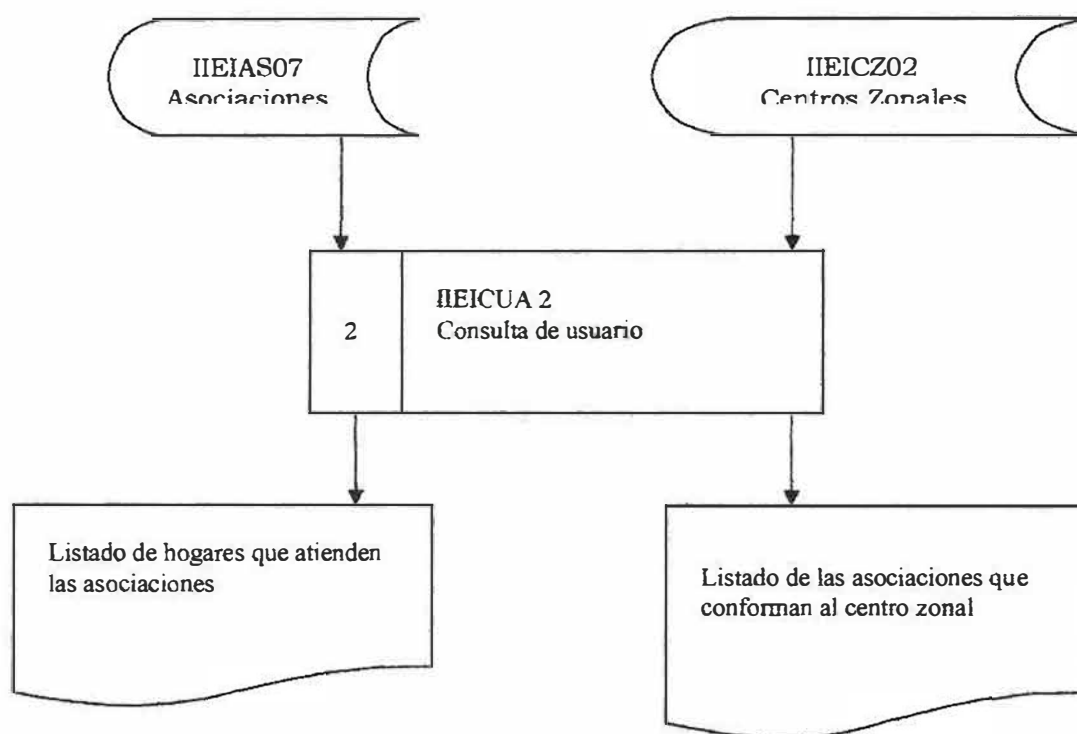 IIEIAS07
Asociaciones
IIEICZ02
Centros Zonales
2
IIEICUA 2
Consulta de usuario
Listado de hogares que atienden
las asociaciones
Listado de las asociaciones que
conforman al centro zonal